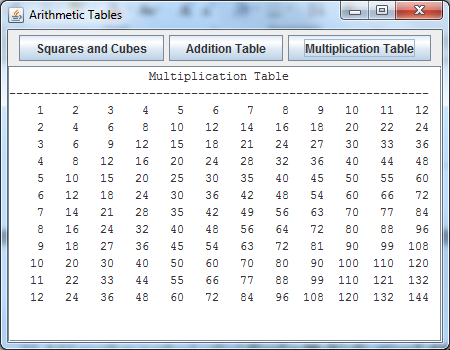 Arithmetic Tables
Squares and Cubes Addition Table Multiplication Table
Multiplication Table
------------------------------------------------------------
1 2 3 4 5 6 7 8 9 10 11 12
2 4 6 8 10 12 14 16 18 20 22 24
3 6 9 12 15 18 21 24 27 30 33 36
4 8 12 16 20 24 28 32 36 40 44 48
5 10 15 20 25 30 35 40 45 50 55 60
6 12 18 24 30 36 42 48 54 60 66 72
7 14 21 28 35 42 49 56 63 70 77 84
8 16 24 32 40 48 56 64 72 80 88 96
9 18 27 36 45 54 63 72 81 90 99 108
10 20 30 40 50 60 70 80 90 100 110 120
11 22 33 44 55 66 77 88 99 110 121 132
12 24 36 48 60 72 84 96 108 120 132 144